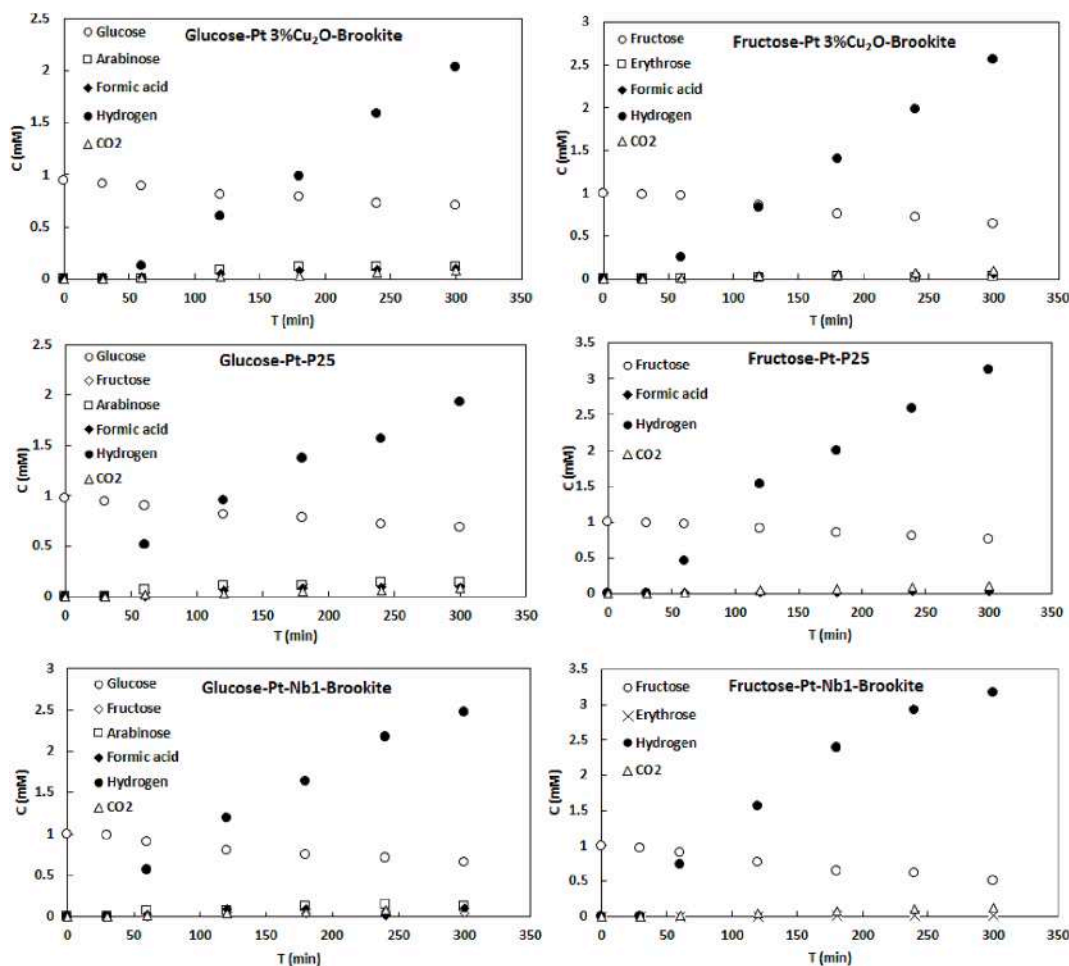 Glucose-Pt 3%Cu₂O-Brookite
Glucose
Arabinose
Formic acid
Hydrogen
CO2
C (mM)
2.5
2
1.5
1
0.5
0
0 50 100 150 200 250 300 350
T (min)
Fructose-Pt 3%Cu₂O-Brookite
Fructose
Erythrose
Formic acid
Hydrogen
CO2
C (mM)
3
2.5
2
1.5
1
0.5
0
0 50 100 150 200 250 300 350
T (min)
Glucose-Pt-P25
Glucose
Fructose
Arabinose
Formic acid
Hydrogen
CO2
C (mM)
2.5
2
1.5
1
0.5
0
0 50 100 150 200 250 300 350
T (min)
Fructose-Pt-P25
Fructose
Formic acid
Hydrogen
CO2
C (mM)
3.5
3
2.5
2
1.5
1
0.5
0
0 50 100 150 200 250 300 350
T (min)
Glucose-Pt-Nb1-Brookite
Glucose
Fructose
Arabinose
Formic acid
Hydrogen
CO2
C (mM)
3
2.5
2
1.5
1
0.5
0
0 50 100 150 200 250 300 350
T (min)
Fructose-Pt-Nb1-Brookite
Fructose
Erythrose
Hydrogen
CO2
C (mM)
3.5
3
2.5
2
1.5
1
0.5
0
0 50 100 150 200 250 300 350
T (min)